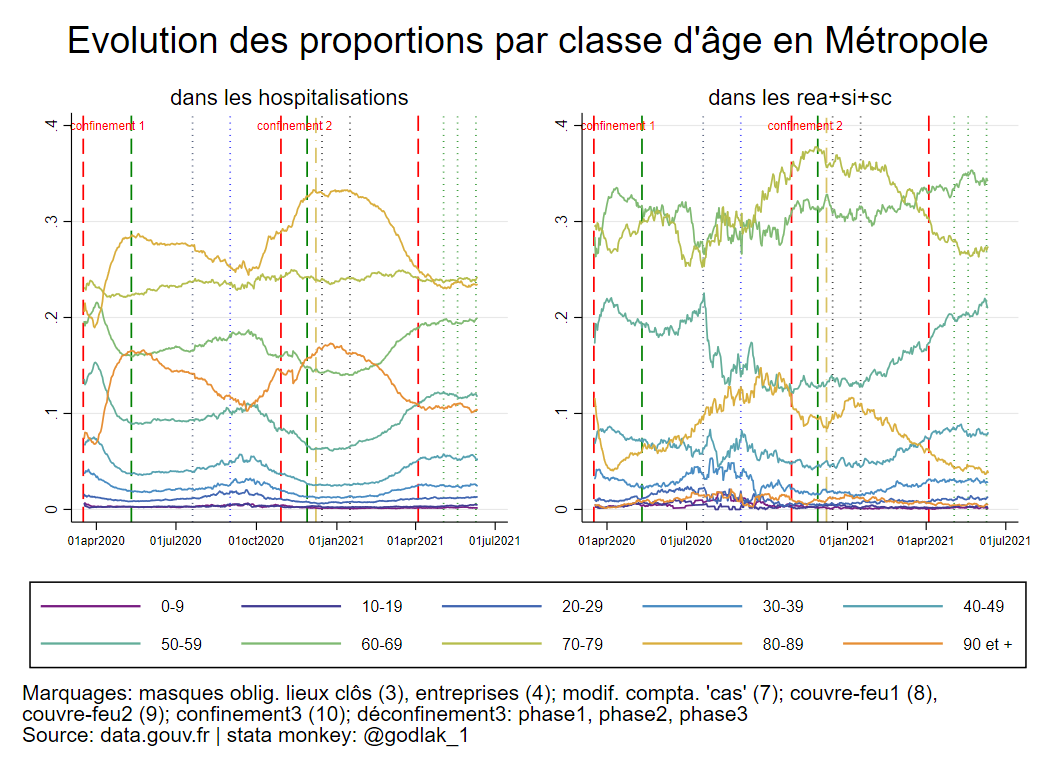 Evolution des proportions par classe d'âge en Métropole
dans les hospitalisations
.4
.3
.2
.1
0
confinement 1
confinement 2
01apr2020 01jul2020 01oct2020 01jan2021 01apr2021 01jul2021
dans les rea+si+sc
.4
.3
.2
.1
0
confinement 1
confinement 2
01apr2020 01jul2020 01oct2020 01jan2021 01apr2021 01jul2021
0-9 10-19 20-29 30-39 40-49
50-59 60-69 70-79 80-89 90 et +
Marquages: masques oblig. lieux clôs (3), entreprises (4); modif. compta. 'cas' (7); couvre-feu1 (8),
couvre-feu2 (9); confinement3 (10); déconfinement3: phase1, phase2, phase3
Source: data.gouv.fr | stata monkey: @godlak_1